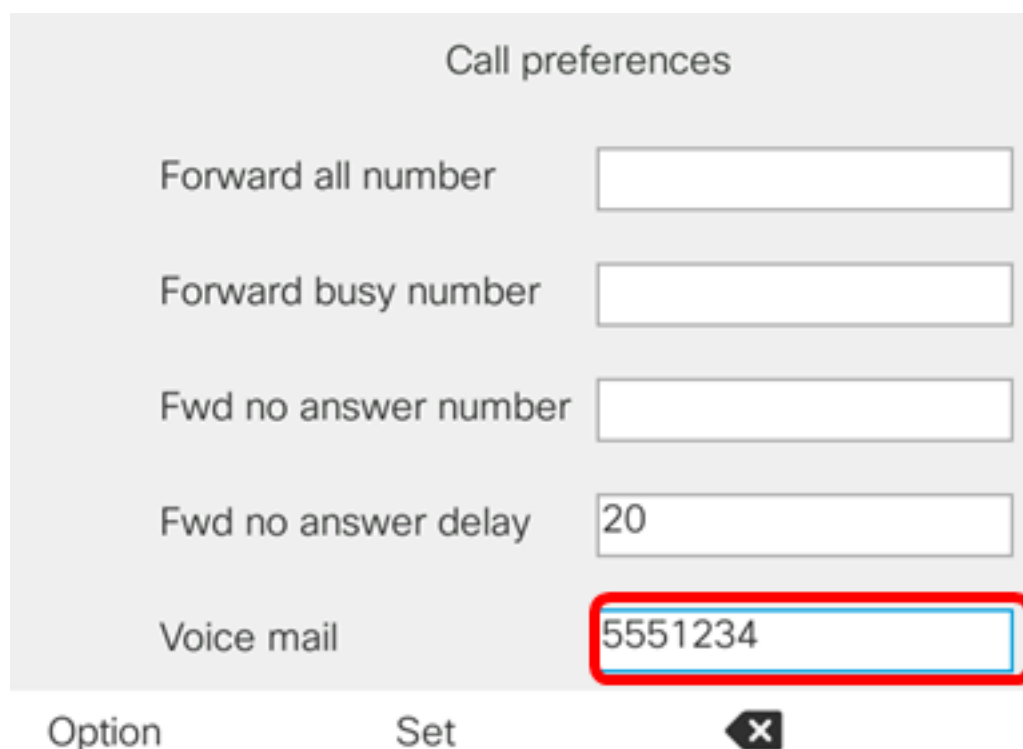 Call preferences
Forward all number
Forward busy number
Fwd no answer number
Fwd no answer delay 20
Voice mail 5551234
Option Set